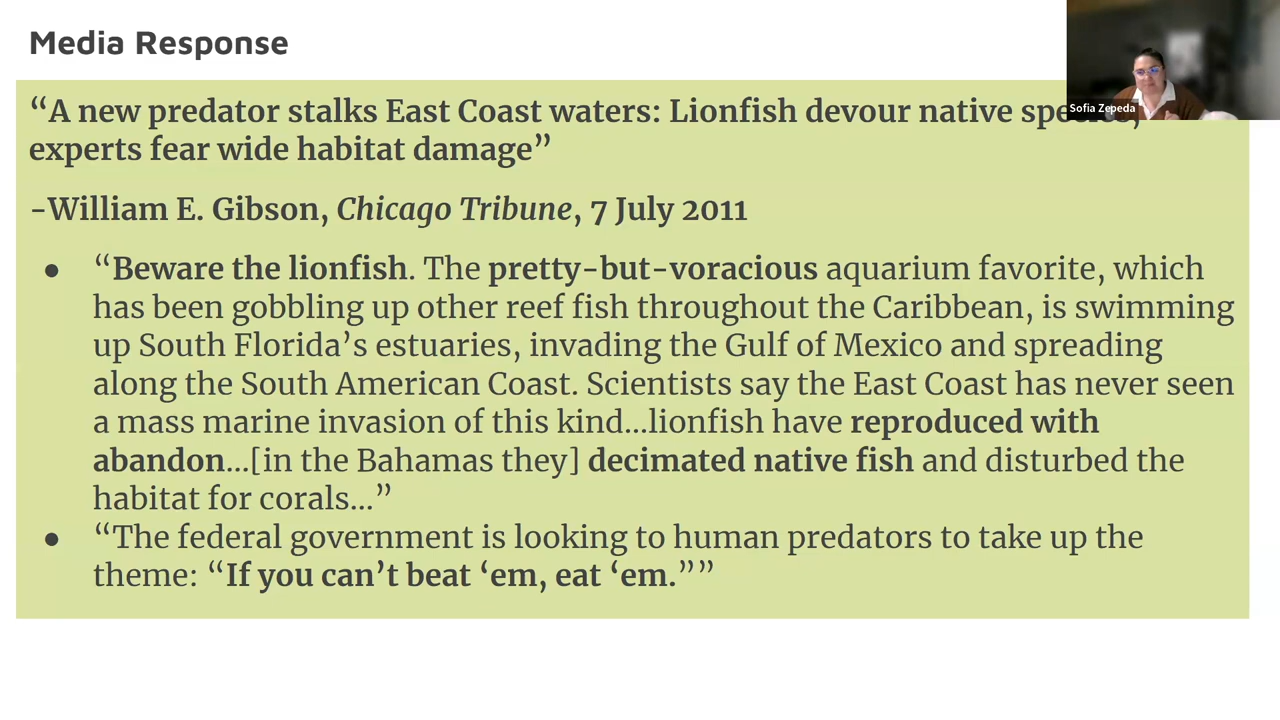 Media Response
Sofia Zepeda
“A new predator stalks East Coast waters: Lionfish devour native
experts fear wide habitat damage”
-William E. Gibson, Chicago Tribune, 7 July 2011
● “Beware the lionfish. The pretty-but-voracious aquarium favorite, which
has been gobbling up other reef fish throughout the Caribbean, is swimming
up South Florida’s estuaries, invading the Gulf of Mexico and spreading
along the South American Coast. Scientists say the East Coast has never seen
a mass marine invasion of this kind...lionfish have reproduced with
abandon...[in the Bahamas they] decimated native fish and disturbed the
habitat for corals...”
● “The federal government is looking to human predators to take up the
theme: “If you can’t beat ‘em, eat ‘em.””